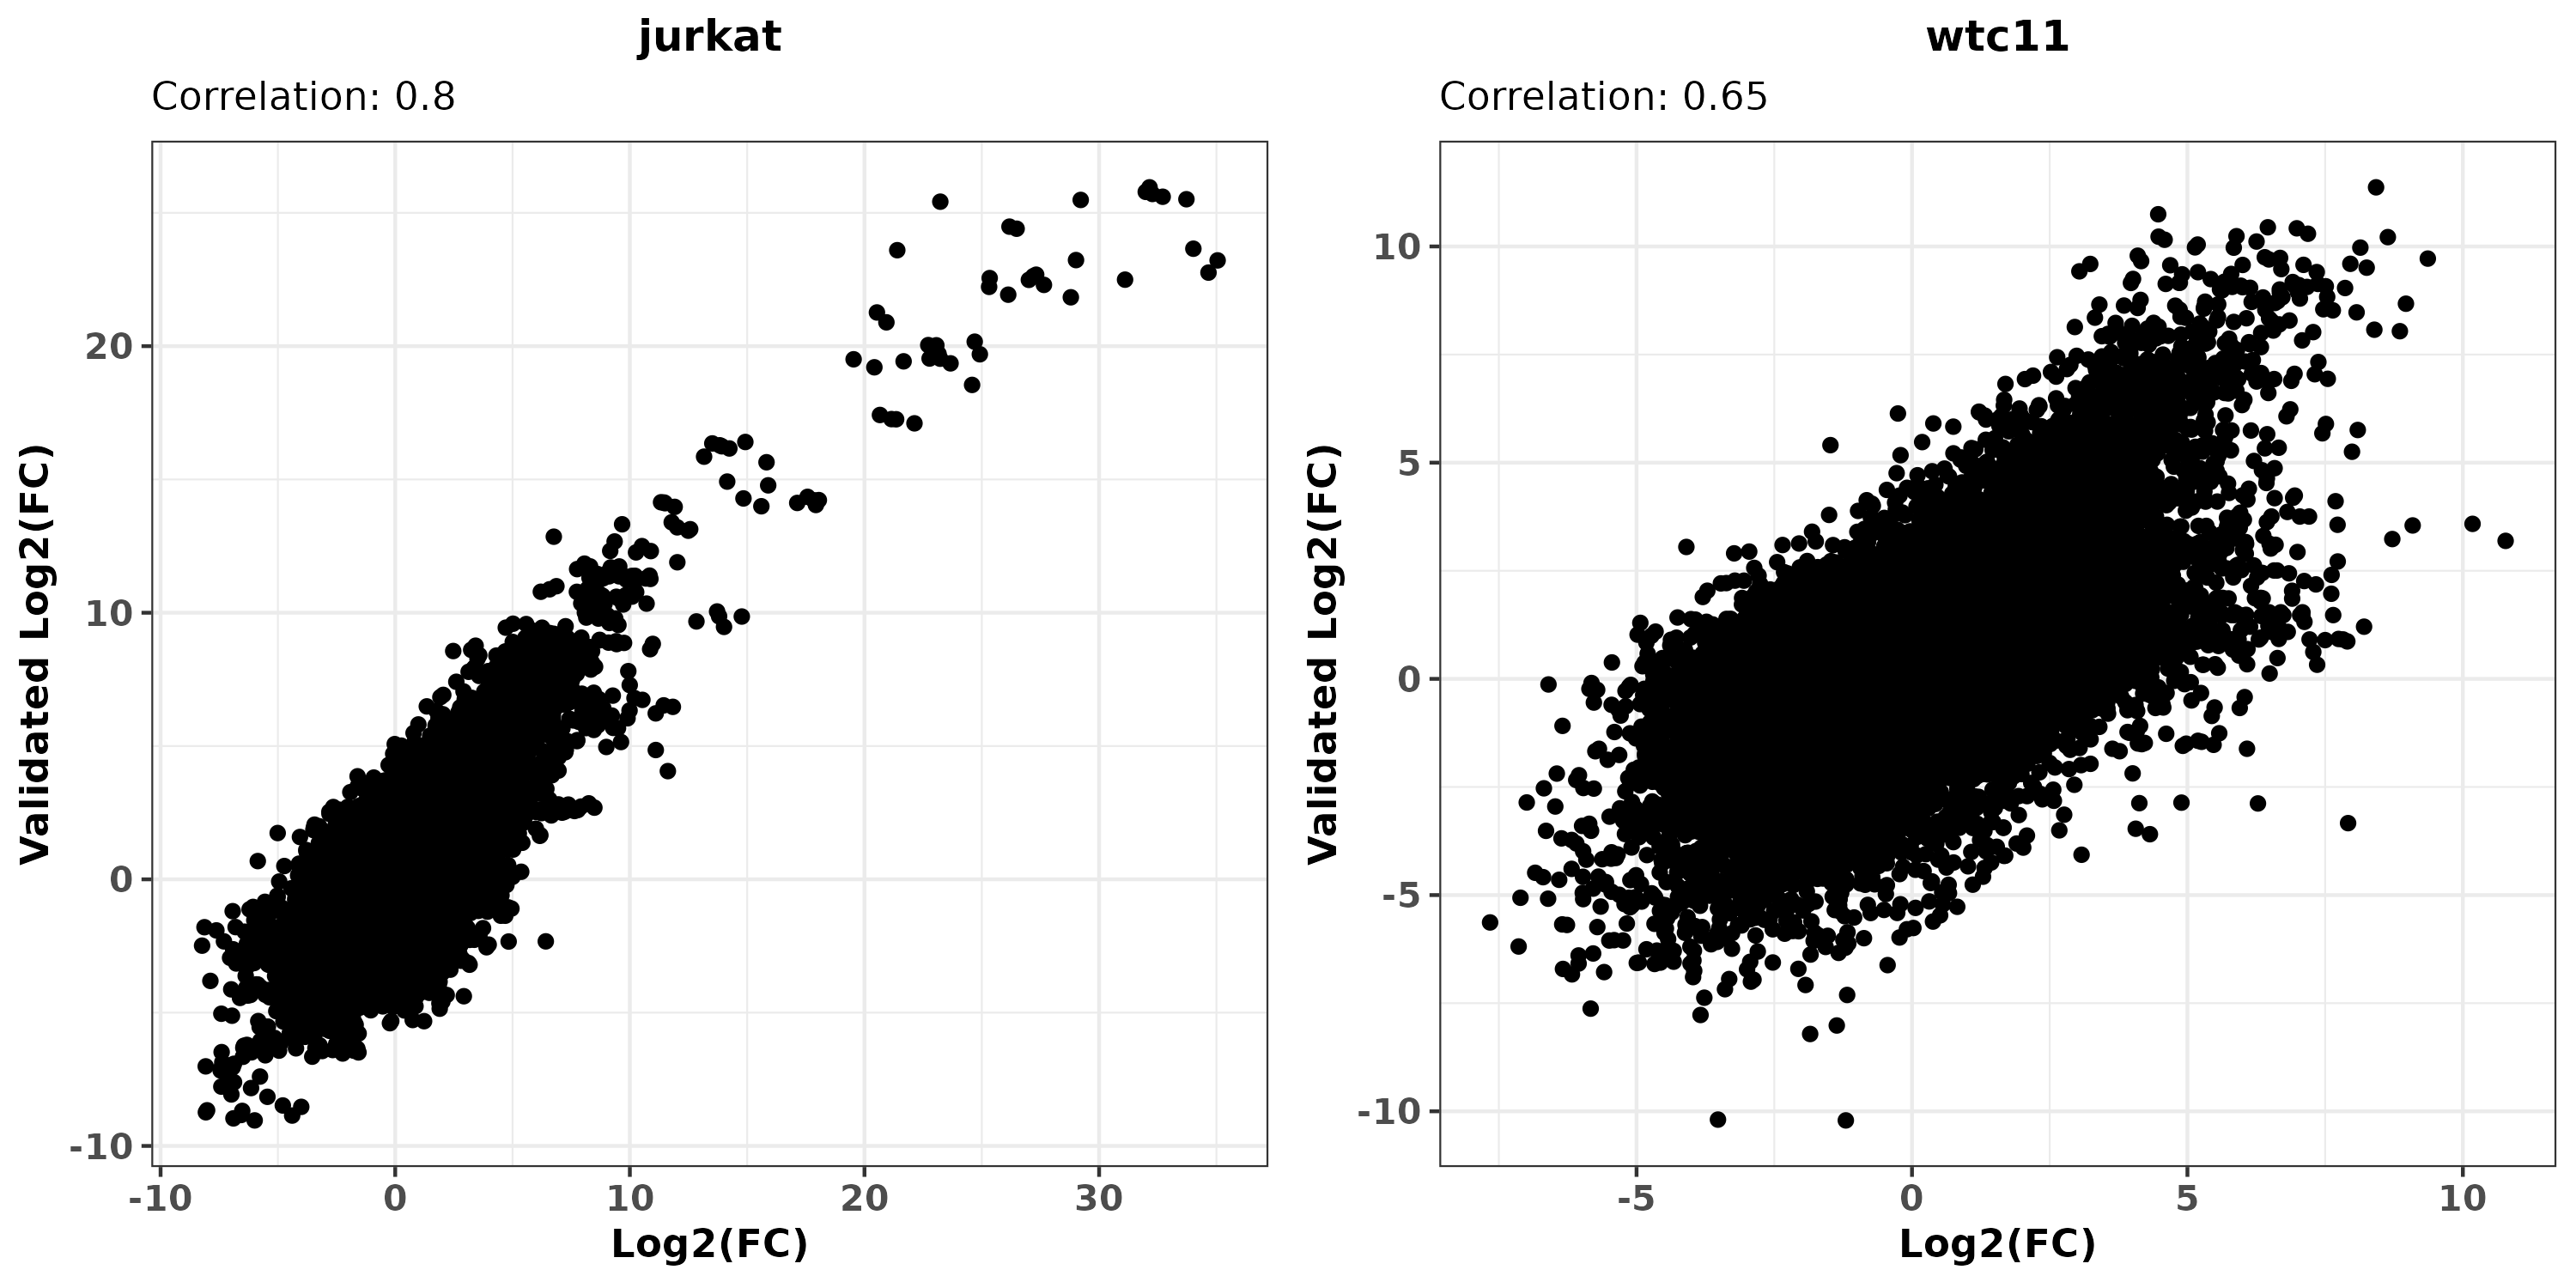 jurkat
Correlation: 0.8
Validated Log2(FC)
20
10
0
-10
-10 0 10 20 30
Log2(FC)
wtc11
Correlation: 0.65
Validated Log2(FC)
10
5
0
-5
-10
-5 0 5 10
Log2(FC)